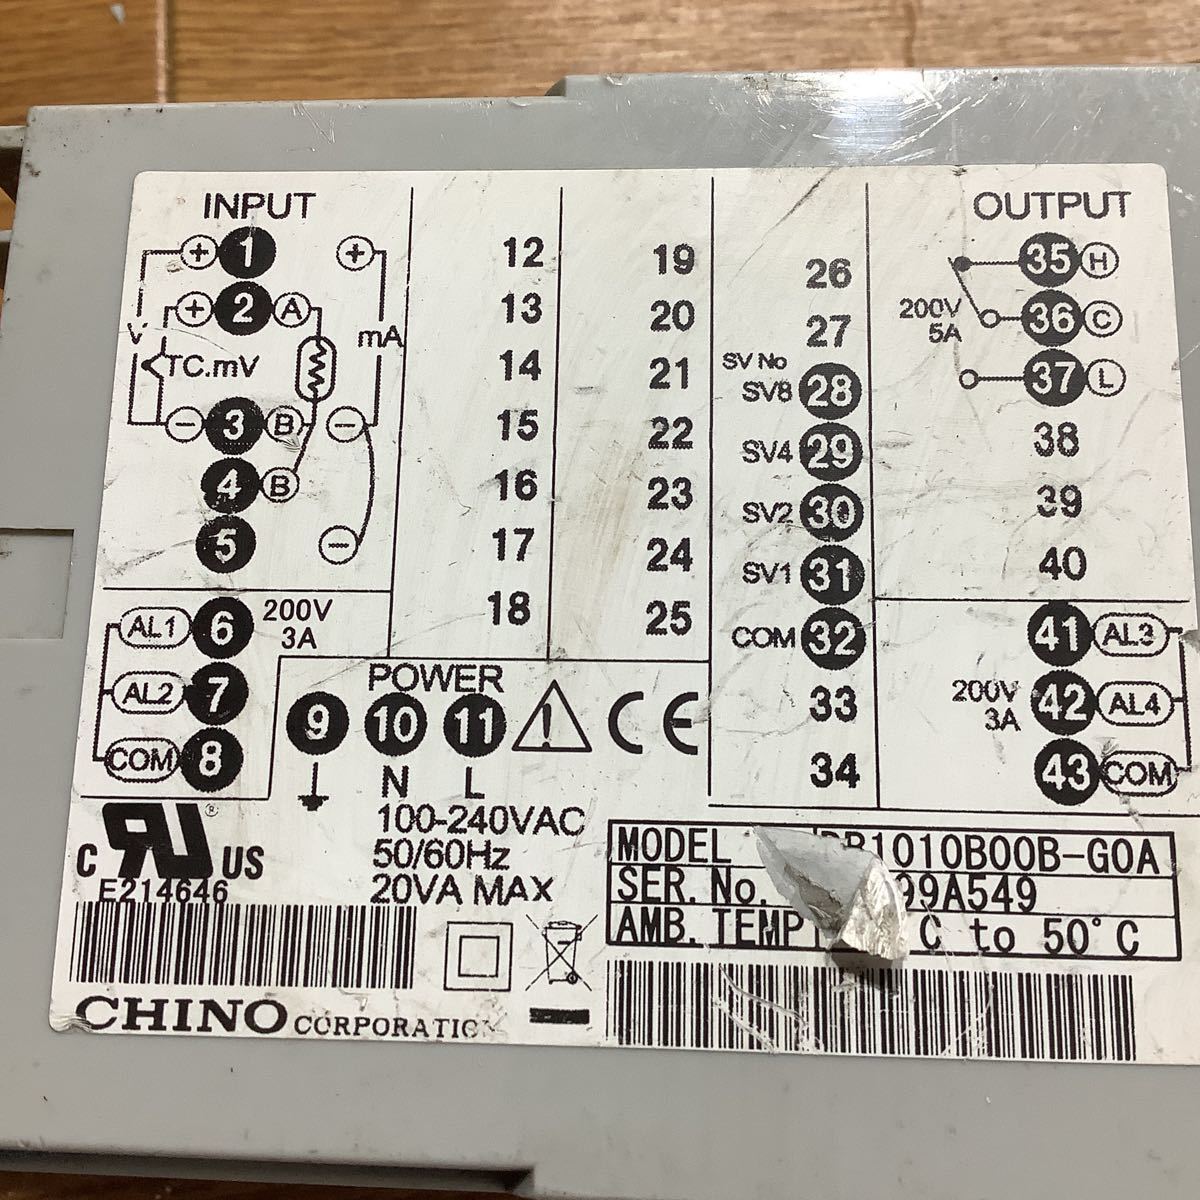 INPUT
+ 1 +
+ 2 A
V
mA
TC.mV
− 3 B −
4 B
5 −
AL1 6 200V
3A
AL2 7
COM 8
12
13
14
15
16
17
18
19
20
21
22
23
24
25
26
27
SV No
SV8 28
SV4 29
SV2 30
SV1 31
COM 32
33
34
OUTPUT
35 H
200V
5A
36 C
37 L
38
39
40
41 AL3
200V
3A
42 AL4
43 COM
POWER
9 10 11
N L
100-240VAC
50/60Hz
20VA MAX
! CE
C RU ® US
E214646
CHINO CORPORATION
MODEL 1010B00B-G0A
SER. No. 99A549
AMB. TEMP C to 50°C